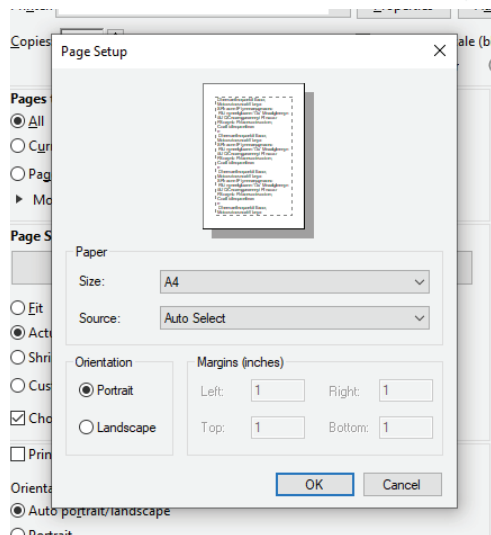 Copies
ale (b
Page Setup
Pages
All
Curr
Pag
Mo
Page S
Paper
Size: A4
Source: Auto Select
Fit
Actu
Shri
Cus
Cho
Orientation
Portrait
Landscape
Margins (inches)
Left: 1 Right: 1
Top: 1 Bottom: 1
Prin
OK Cancel
Orienta
Auto portrait/landscape
Portrait